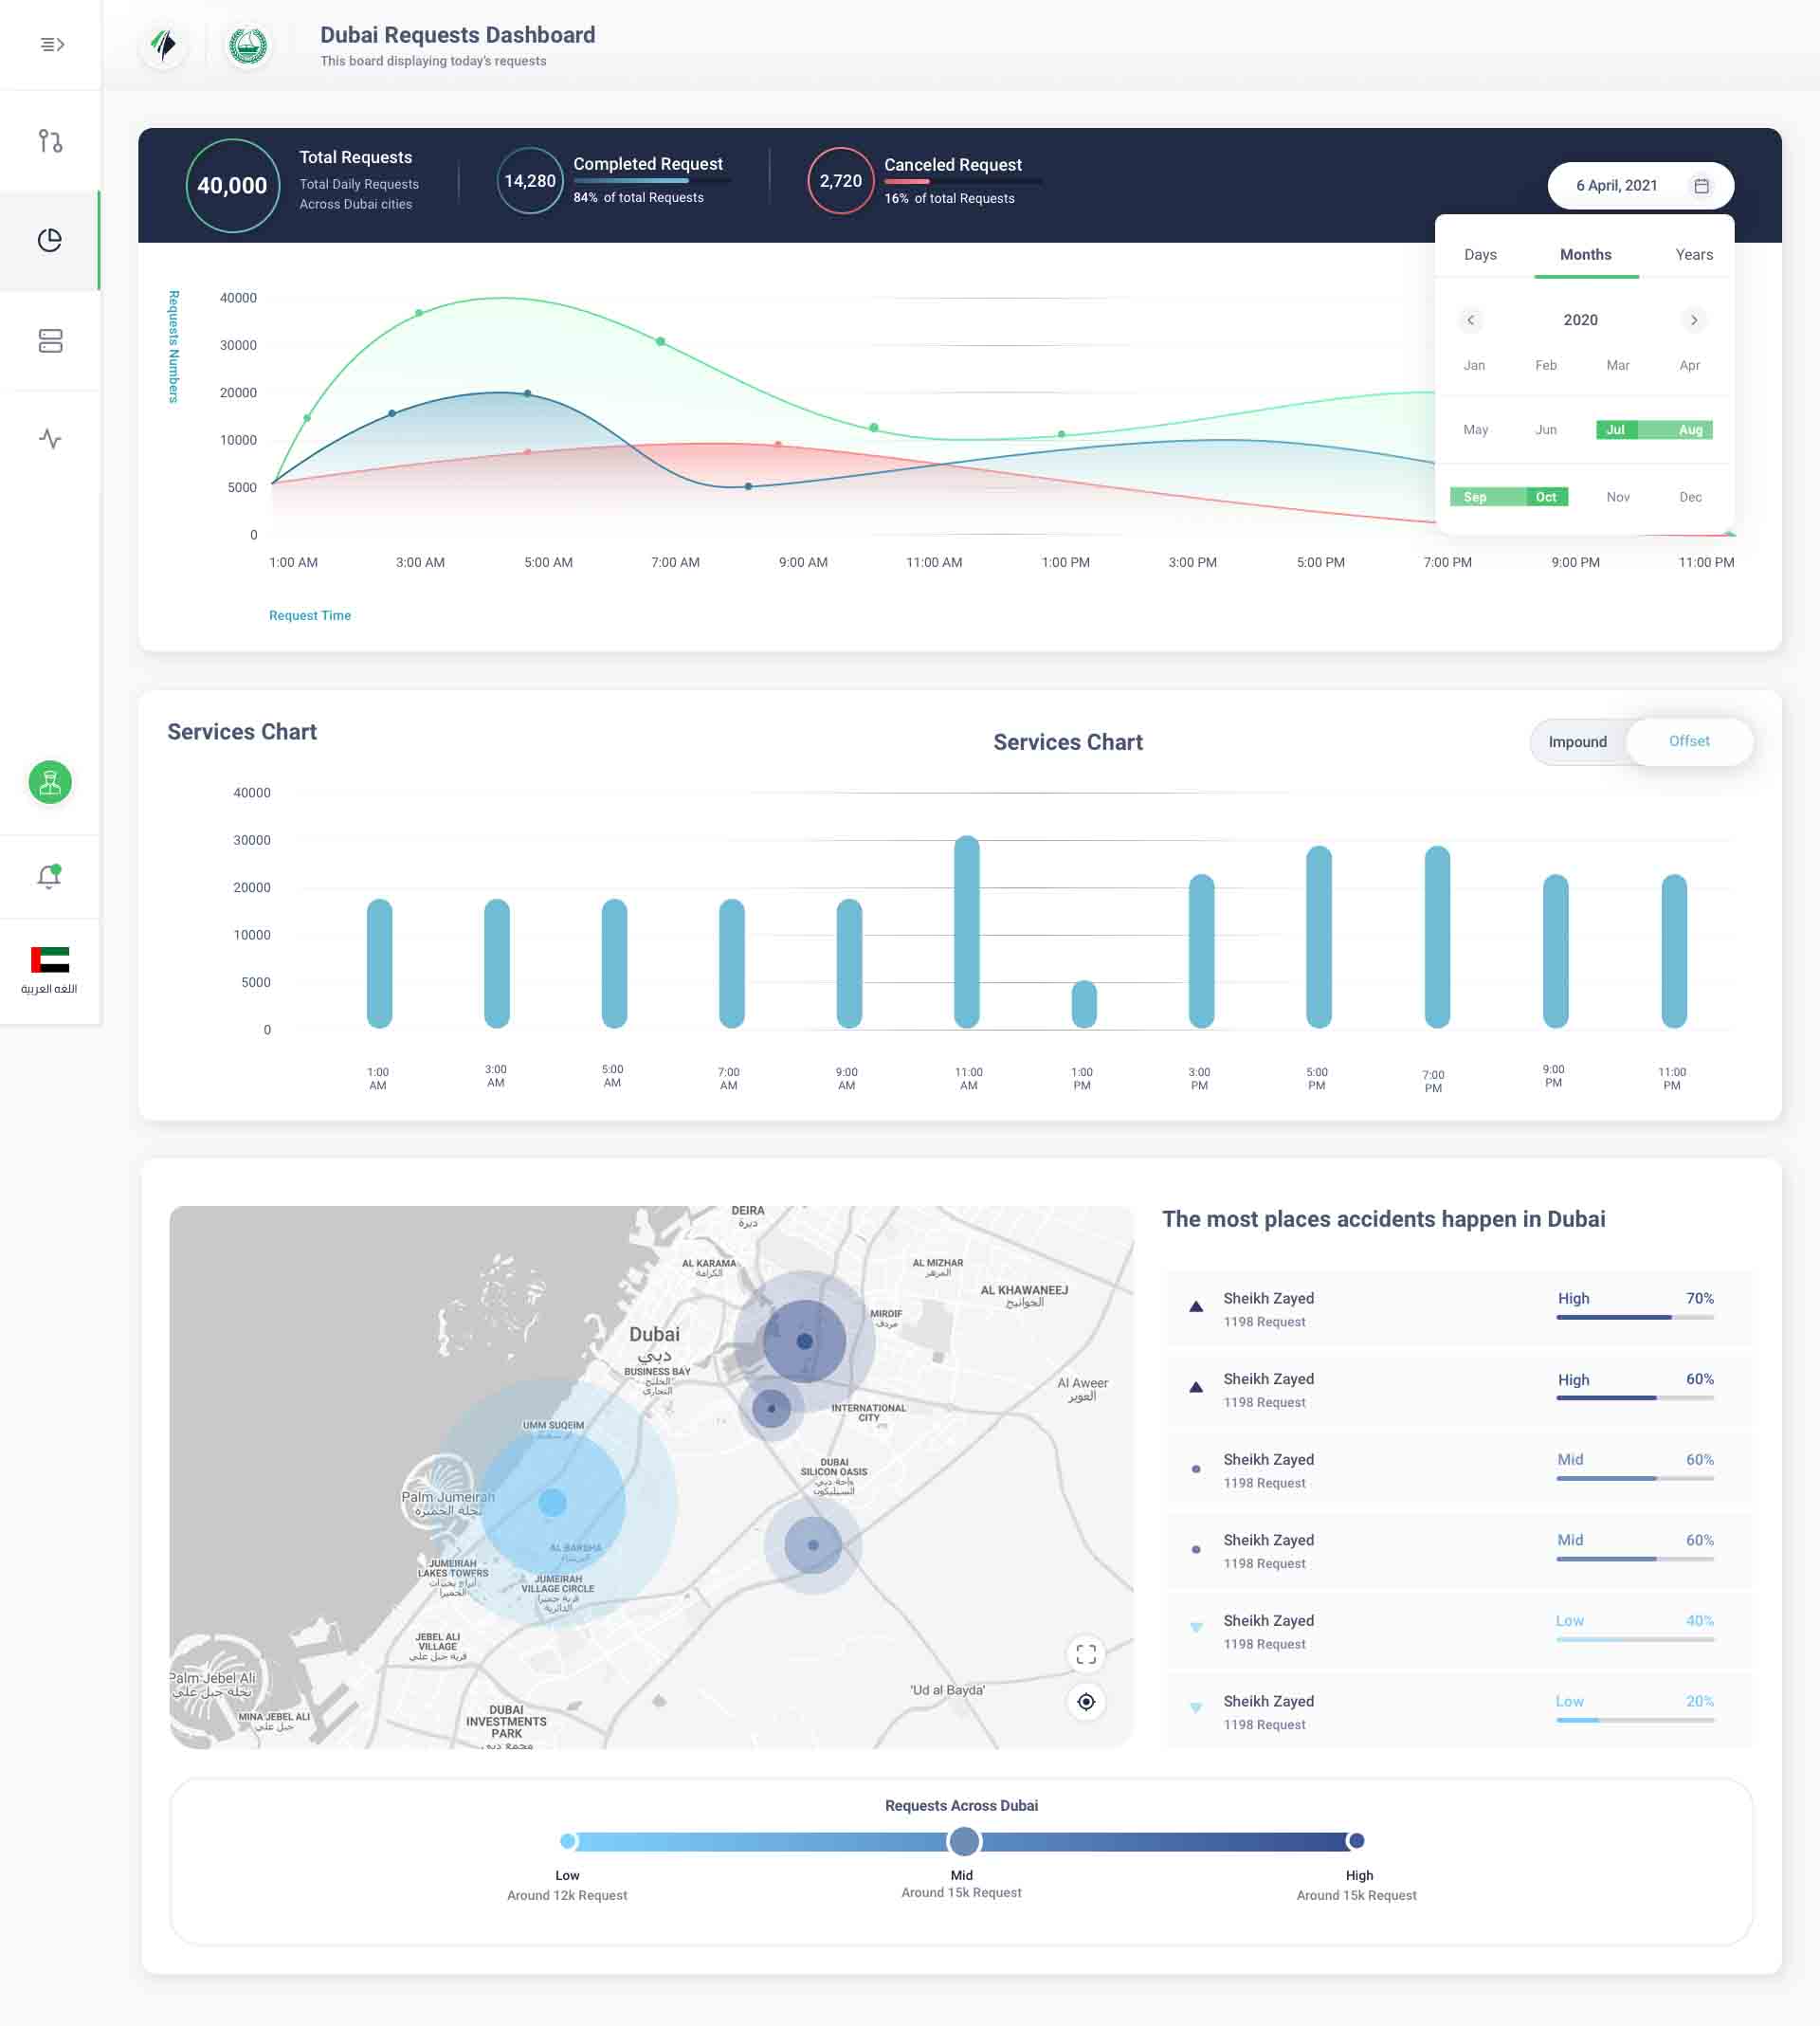 Dubai Requests Dashboard
This board displaying today's requests
40,000
Total Requests
Total Daily Requests
Across Dubai cities
14,280
Completed Request
84% of total Requests
2,720
Canceled Request
16% of total Requests
6 April, 2021
Days
Months
Years
2020
Jan
Feb
Mar
Apr
May
Jun
Jul
Aug
Sep
Oct
Nov
Dec
Requests Numbers
40000
30000
20000
10000
5000
0
1:00 AM
3:00 AM
5:00 AM
7:00 AM
9:00 AM
11:00 AM
1:00 PM
3:00 PM
5:00 PM
7:00 PM
9:00 PM
11:00 PM
Request Time
اللغه العربية
Services Chart
Services Chart
Impound
Offset
40000
30000
20000
10000
5000
0
1:00
AM
3:00
AM
5:00
AM
7:00
AM
9:00
AM
11:00
AM
1:00
PM
3:00
PM
5:00
PM
7:00
PM
9:00
PM
11:00
PM
DEIRA
ديرة
AL KARAMA
الكرامة
AL MIZHAR
المزهر
AL KHAWANEEJ
الخوانيج
MIRDIF
مردف
Dubai
دبي
BUSINESS BAY
الخليج
التجاري
Al Aweer
العوير
INTERNATIONAL
CITY
UMM SUQEIM
DUBAI
SILICON OASIS
واحة دبي
السيليكون
Palm Jumeirah
نخلة الجميرة
AL BARSHA
البرشاء
JUMEIRAH
LAKES TOWERS
أبراج بحيرات
الجميرا
JUMEIRAH
VILLAGE CIRCLE
قرية جميرا
الدائرية
JEBEL ALI
VILLAGE
قرية جبل علي
Palm Jebel Ali
نخلة جبل علي
MINA JEBEL ALI
جبل علي
DUBAI
INVESTMENTS
PARK
مجمع دبي
'Ud al Bayda'
The most places accidents happen in Dubai
Sheikh Zayed
1198 Request
High
70%
Sheikh Zayed
1198 Request
High
60%
Sheikh Zayed
1198 Request
Mid
60%
Sheikh Zayed
1198 Request
Mid
60%
Sheikh Zayed
1198 Request
Low
40%
Sheikh Zayed
1198 Request
Low
20%
Requests Across Dubai
Low
Around 12k Request
Mid
Around 15k Request
High
Around 15k Request